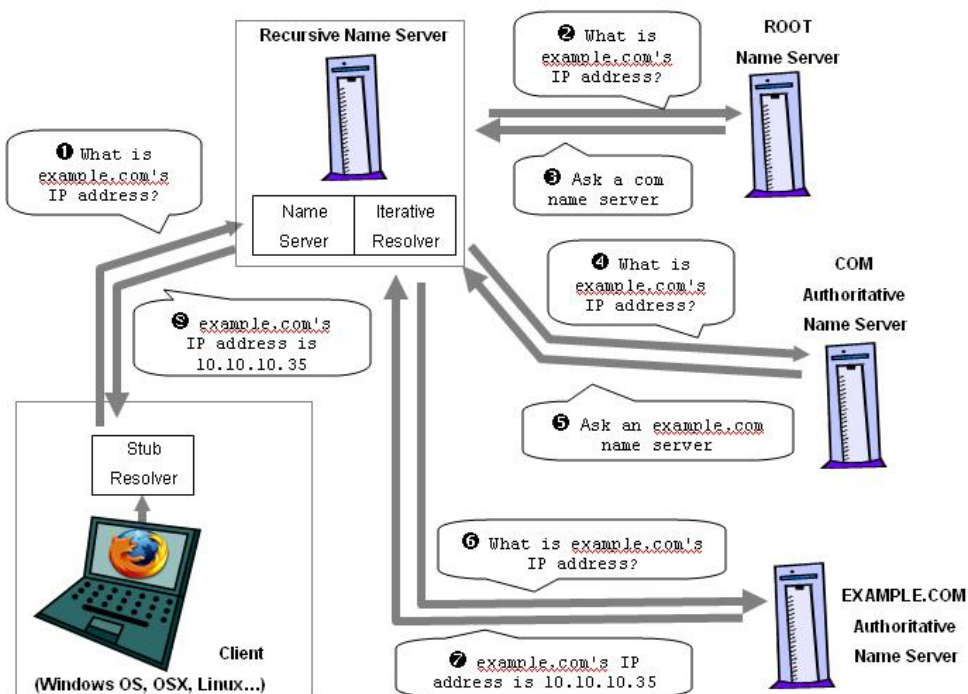 Recursive Name Server
❷ What is
example.com's
IP address?
ROOT
Name Server
❶ What is
example.com's
IP address?
❸ Ask a com
name server
Name
Server
Iterative
Resolver
❹ What is
example.com's
IP address?
COM
Authoritative
Name Server
❽ example.com's
IP address is
10.10.10.35
❺ Ask an example.com
name server
Stub
Resolver
❻ What is example.com's
IP address?
EXAMPLE.COM
Authoritative
Name Server
Client
(Windows OS, OSX, Linux...)
❼ example.com's IP
address is 10.10.10.35